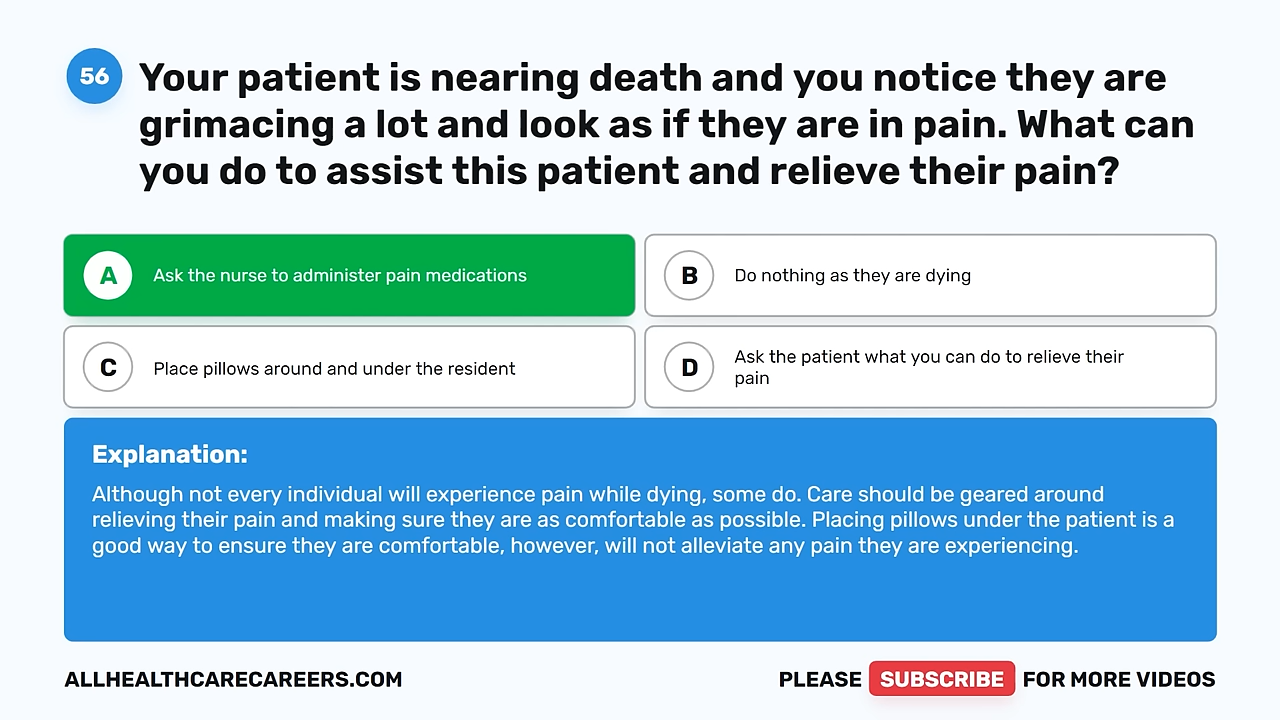 56
Your patient is nearing death and you notice they are
grimacing a lot and look as if they are in pain. What can
you do to assist this patient and relieve their pain?
A Ask the nurse to administer pain medications
B Do nothing as they are dying
C Place pillows around and under the resident
D Ask the patient what you can do to relieve their
pain
Explanation:
Although not every individual will experience pain while dying, some do. Care should be geared around
relieving their pain and making sure they are as comfortable as possible. Placing pillows under the patient is a
good way to ensure they are comfortable, however, will not alleviate any pain they are experiencing.
ALLHEALTHCARECAREERS.COM
PLEASE SUBSCRIBE FOR MORE VIDEOS